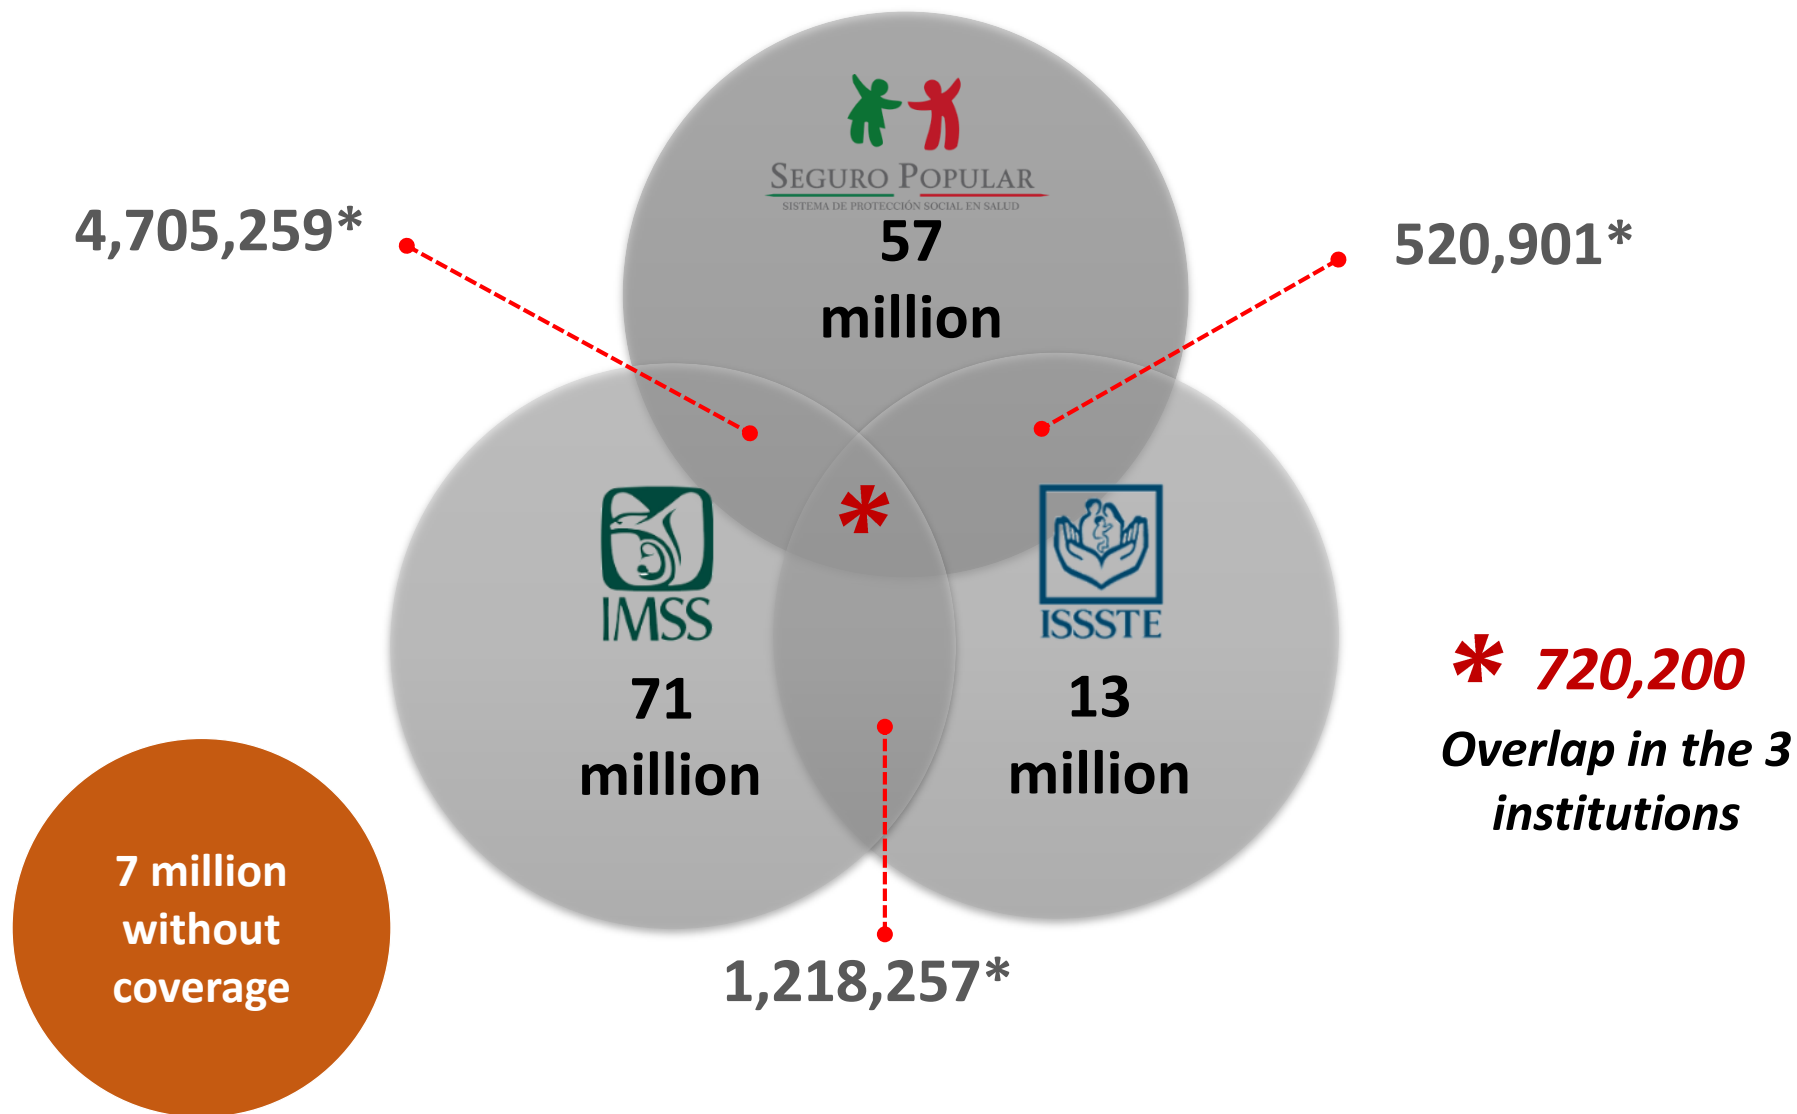 SEGURO POPULAR
SISTEMA DE PROTECCIÓN SOCIAL EN SALUD
57
million
4,705,259*
520,901*
*
IMSS
71
million
ISSSTE
13
million
* 720,200
Overlap in the 3
institutions
7 million
without
coverage
1,218,257*